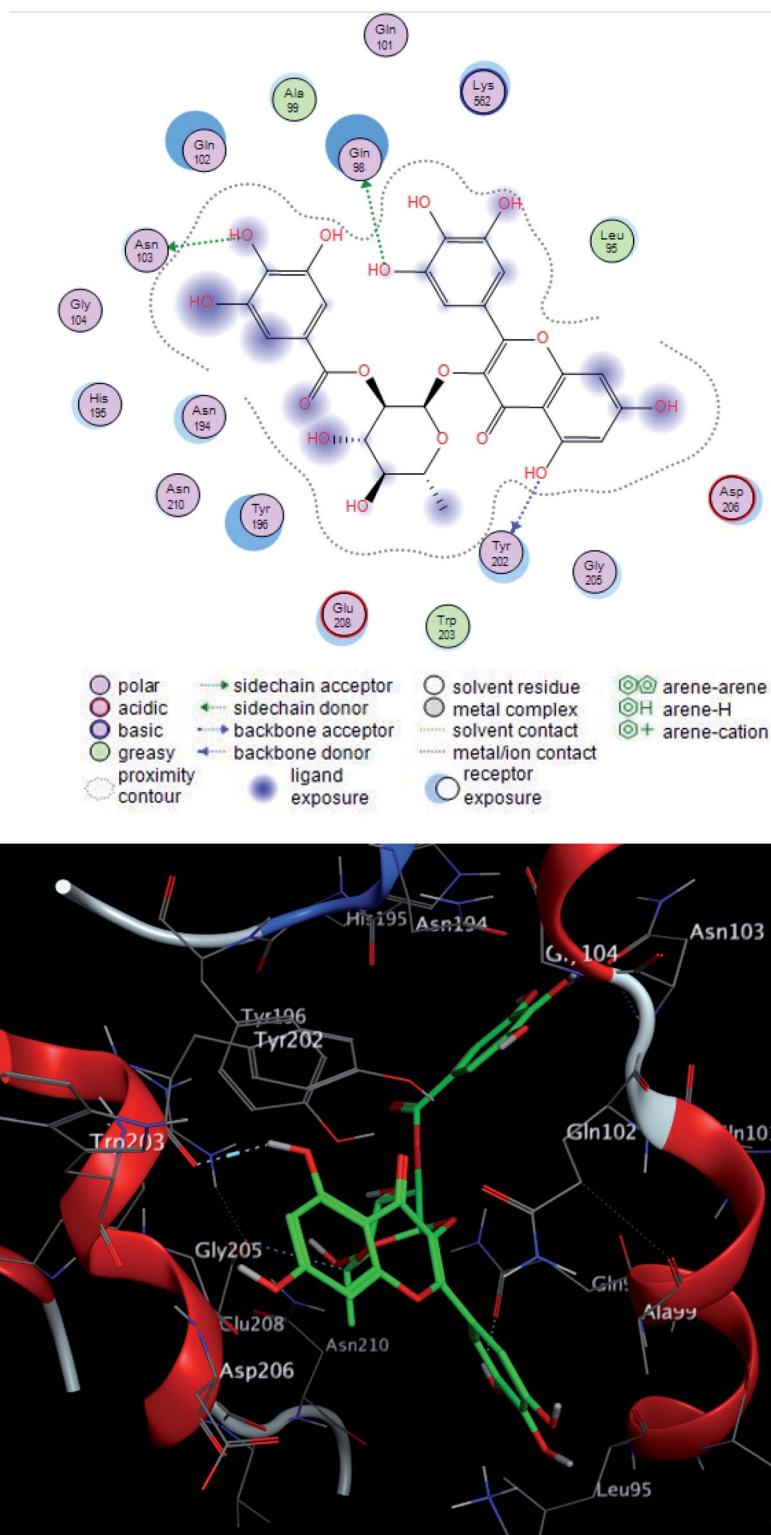 Gln
101
Lys
562
Ala
99
Gln
102
Gln
98
Asn
103
Leu
95
Gly
104
His
195
Asn
194
Asn
210
Tyr
196
Asp
206
Tyr
202
Gly
205
Glu
208
Trp
203
HO
OH
HO
OH
HO
OH
HO
O
O
O
O
HO
O
O
OH
HO
OH
polar
acidic
basic
greasy
proximity
contour
sidechain acceptor
sidechain donor
backbone acceptor
backbone donor
ligand
exposure
solvent residue
metal complex
solvent contact
metal/ion contact
receptor
exposure
arene-arene
H arene-H
+ arene-cation
His195
Asn194
Asn103
Gly104
Tyr196
Tyr202
Trp203
Gln102
Gly205
Ala99
Glu208
Asn210
Asp206
Leu95